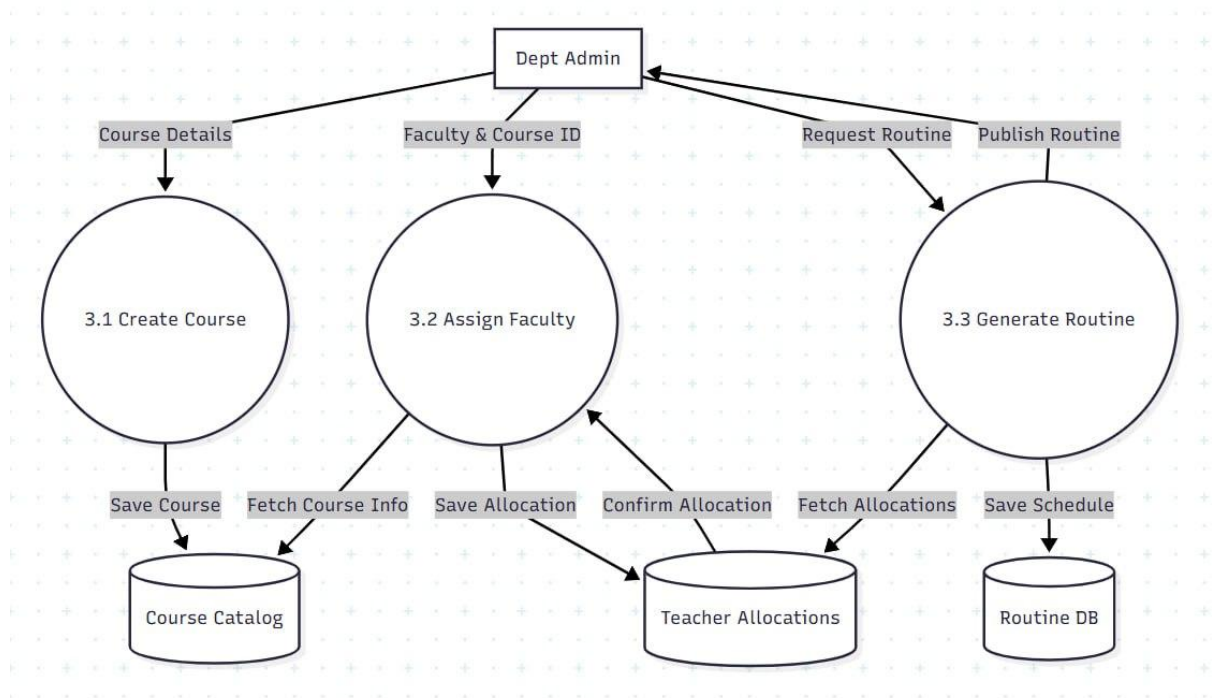 Dept Admin
Course Details
Faculty & Course ID
Request Routine
Publish Routine
3.1 Create Course
3.2 Assign Faculty
3.3 Generate Routine
Save Course
Fetch Course Info
Save Allocation
Confirm Allocation
Fetch Allocations
Save Schedule
Course Catalog
Teacher Allocations
Routine DB